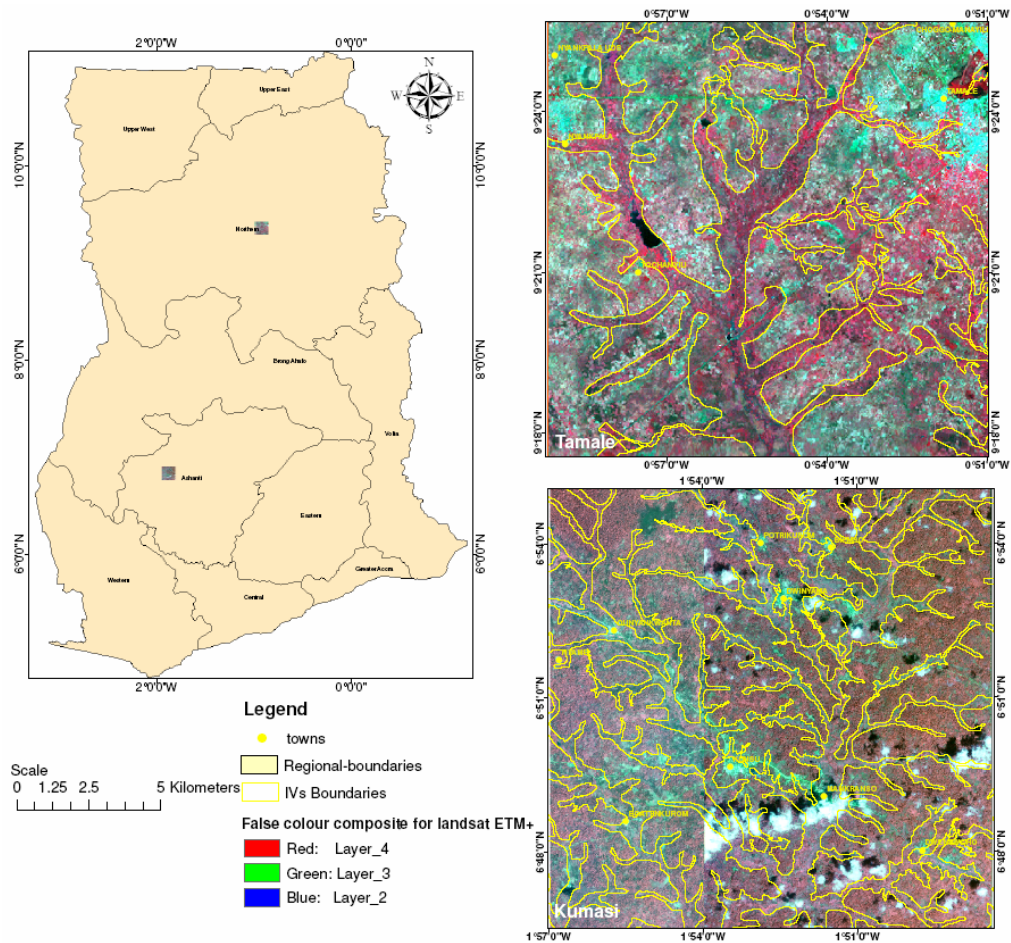 2°0'0"W 0°0'0"
N
W E
S
Upper East
Upper West
Northern
Brong Ahafo
Volta
Ashanti
Eastern
Greater Accra
Western
Central
10°0'0"N
8°0'0"N
6°0'0"N
10°0'0"N
8°0'0"N
6°0'0"N
2°0'0"W 0°0'0"
Legend
towns
Regional-boundaries
IVs Boundaries
False colour composite for landsat ETM+
Red: Layer_4
Green: Layer_3
Blue: Layer_2
Scale
0 1.25 2.5 5 Kilometers
0°57'0"W 0°54'0"W 0°51'0"W
9°24'0"N
9°21'0"N
9°18'0"N
TAMALE
Tamale
9°24'0"N
9°21'0"N
9°18'0"N
0°57'0"W 0°54'0"W 0°51'0"W
1°54'0"W 1°51'0"W
6°54'0"N
6°51'0"N
6°48'0"N
POTRIKUROM
Kumasi
6°54'0"N
6°51'0"N
6°48'0"N
1°57'0"W 1°54'0"W 1°51'0"W